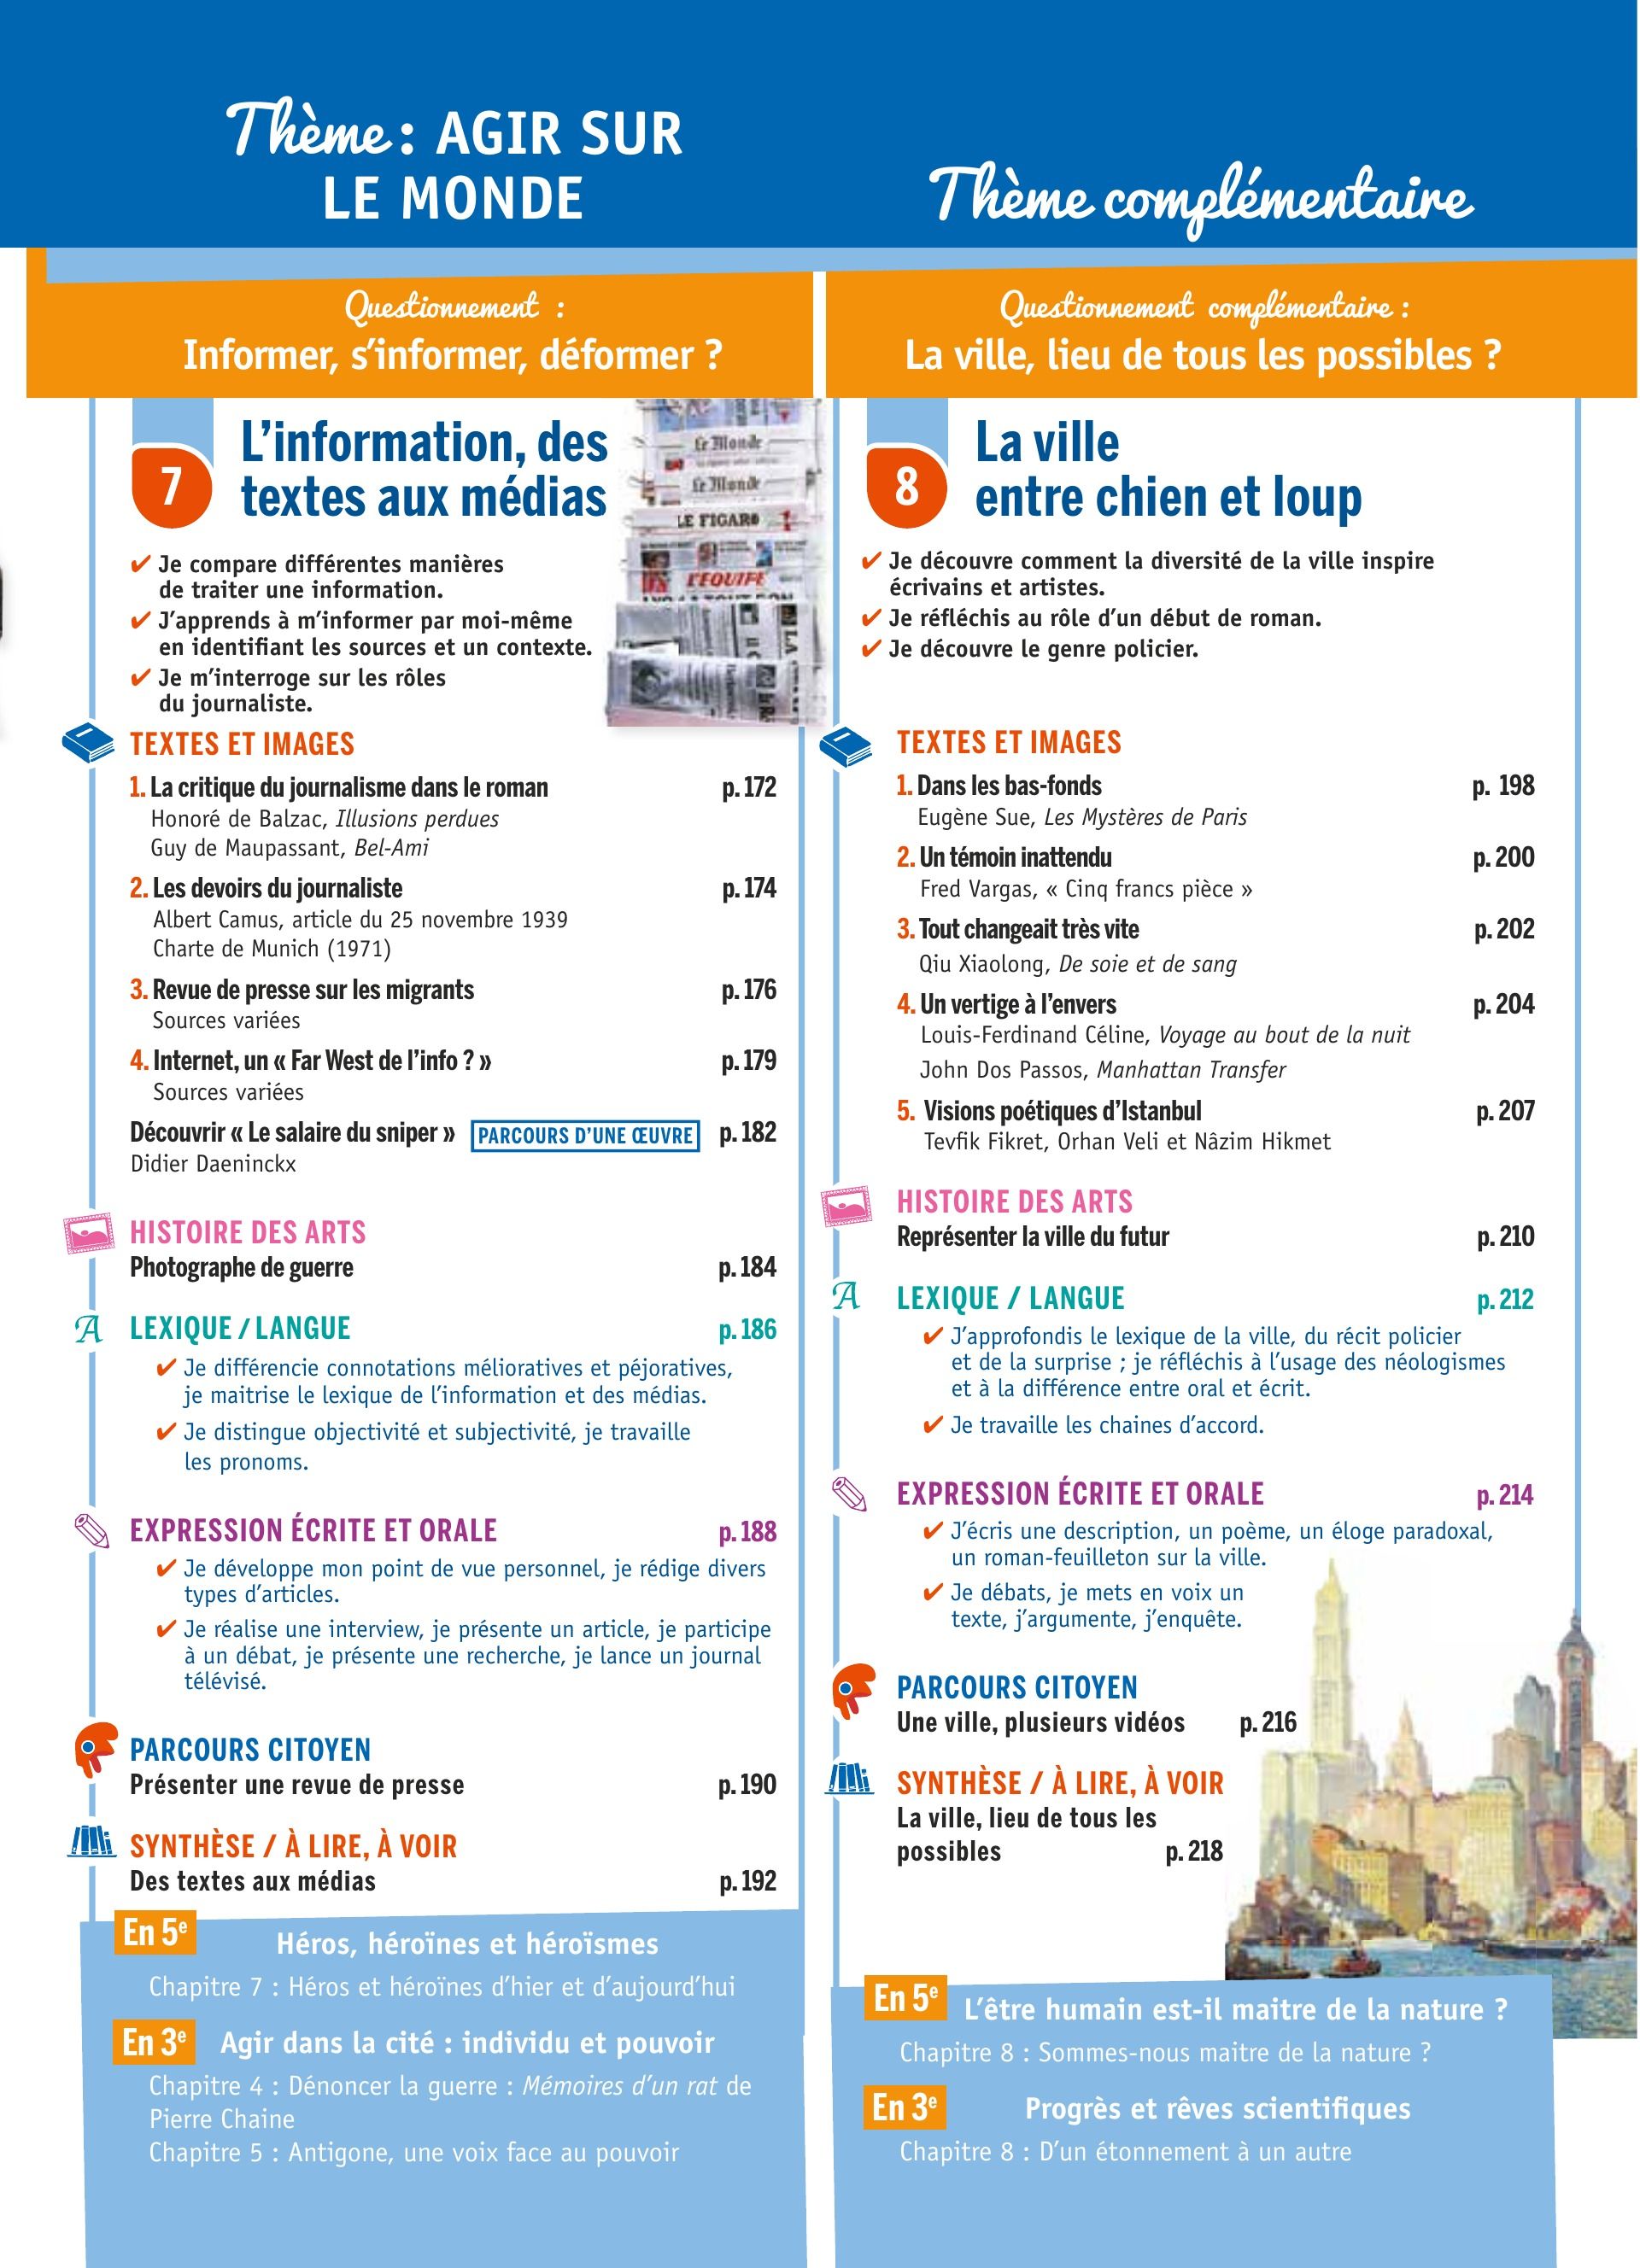 Thème : AGIR SUR
LE MONDE
Questionnement :
Informer, s'informer, déformer ?
7
L'information, des
textes aux médias
Le Monde
Le Monde
LE FIGARO
L'EQUIPE
✔ Je compare différentes manières
de traiter une information.
✔ J'apprends à m'informer par moi-même
en identifiant les sources et un contexte.
✔ Je m'interroge sur les rôles
du journaliste.
TEXTES ET IMAGES
1. La critique du journalisme dans le roman p. 172
Honoré de Balzac, Illusions perdues
Guy de Maupassant, Bel-Ami
2. Les devoirs du journaliste p. 174
Albert Camus, article du 25 novembre 1939
Charte de Munich (1971)
3. Revue de presse sur les migrants p. 176
Sources variées
4. Internet, un « Far West de l'info ? » p. 179
Sources variées
Découvrir « Le salaire du sniper » PARCOURS D'UNE ŒUVRE p. 182
Didier Daeninckx
HISTOIRE DES ARTS
Photographe de guerre p. 184
A LEXIQUE / LANGUE p. 186
✔ Je différencie connotations mélioratives et péjoratives,
je maitrise le lexique de l'information et des médias.
✔ Je distingue objectivité et subjectivité, je travaille
les pronoms.
EXPRESSION ÉCRITE ET ORALE p. 188
✔ Je développe mon point de vue personnel, je rédige divers
types d'articles.
✔ Je réalise une interview, je présente un article, je participe
à un débat, je présente une recherche, je lance un journal
télévisé.
PARCOURS CITOYEN
Présenter une revue de presse p. 190
SYNTHÈSE / À LIRE, À VOIR
Des textes aux médias p. 192
En 5e Héros, héroïnes et héroïsmes
Chapitre 7 : Héros et héroïnes d'hier et d'aujourd'hui
En 3e Agir dans la cité : individu et pouvoir
Chapitre 4 : Dénoncer la guerre : Mémoires d'un rat de
Pierre Chaine
Chapitre 5 : Antigone, une voix face au pouvoir
Thème complémentaire
Questionnement complémentaire :
La ville, lieu de tous les possibles ?
8
La ville
entre chien et loup
✔ Je découvre comment la diversité de la ville inspire
écrivains et artistes.
✔ Je réfléchis au rôle d'un début de roman.
✔ Je découvre le genre policier.
TEXTES ET IMAGES
1. Dans les bas-fonds p. 198
Eugène Sue, Les Mystères de Paris
2. Un témoin inattendu p. 200
Fred Vargas, « Cinq francs pièce »
3. Tout changeait très vite p. 202
Qiu Xiaolong, De soie et de sang
4. Un vertige à l'envers p. 204
Louis-Ferdinand Céline, Voyage au bout de la nuit
John Dos Passos, Manhattan Transfer
5. Visions poétiques d'Istanbul p. 207
Tevfik Fikret, Orhan Veli et Nâzim Hikmet
HISTOIRE DES ARTS
Représenter la ville du futur p. 210
A LEXIQUE / LANGUE p. 212
✔ J'approfondis le lexique de la ville, du récit policier
et de la surprise ; je réfléchis à l'usage des néologismes
et à la différence entre oral et écrit.
✔ Je travaille les chaines d'accord.
EXPRESSION ÉCRITE ET ORALE p. 214
✔ J'écris une description, un poème, un éloge paradoxal,
un roman-feuilleton sur la ville.
✔ Je débats, je mets en voix un
texte, j'argumente, j'enquête.
PARCOURS CITOYEN
Une ville, plusieurs vidéos p. 216
SYNTHÈSE / À LIRE, À VOIR
La ville, lieu de tous les
possibles p. 218
En 5e L'être humain est-il maitre de la nature ?
Chapitre 8 : Sommes-nous maitre de la nature ?
En 3e Progrès et rêves scientifiques
Chapitre 8 : D'un étonnement à un autre